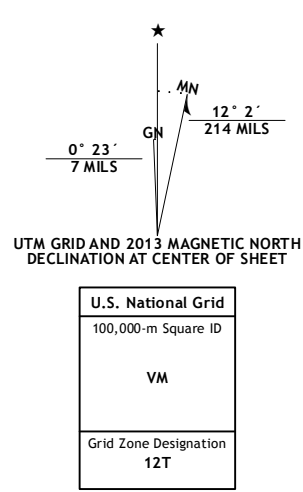 ★
MN
GN
12° 2´
214 MILS
0° 23´
7 MILS
UTM GRID AND 2013 MAGNETIC NORTH
DECLINATION AT CENTER OF SHEET
U.S. National Grid
100,000-m Square ID
VM
Grid Zone Designation
12T